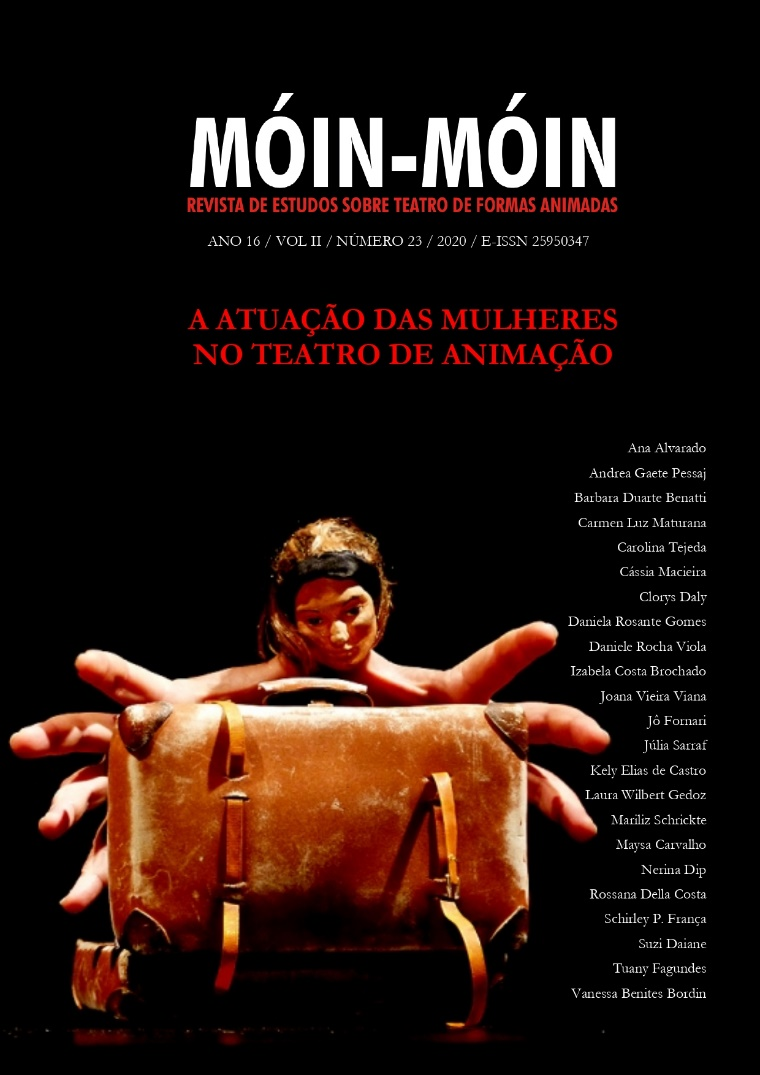 MÓIN-MÓIN
REVISTA DE ESTUDOS SOBRE TEATRO DE FORMAS ANIMADAS
ANO 16 / VOL II / NÚMERO 23 / 2020 / E-ISSN 25950347
A ATUAÇÃO DAS MULHERES
NO TEATRO DE ANIMAÇÃO
Ana Alvarado
Andrea Gaete Pessaj
Barbara Duarte Benatti
Carmen Luz Maturana
Carolina Tejeda
Cássia Macieira
Clorys Daly
Daniela Rosante Gomes
Daniele Rocha Viola
Izabela Costa Brochado
Joana Vieira Viana
Jô Fornari
Júlia Sarraf
Kely Elias de Castro
Laura Wilbert Gedoz
Mariliz Schrickte
Maysa Carvalho
Nerina Dip
Rossana Della Costa
Schirley P. França
Suzi Daiane
Tuany Fagundes
Vanessa Benites Bordin